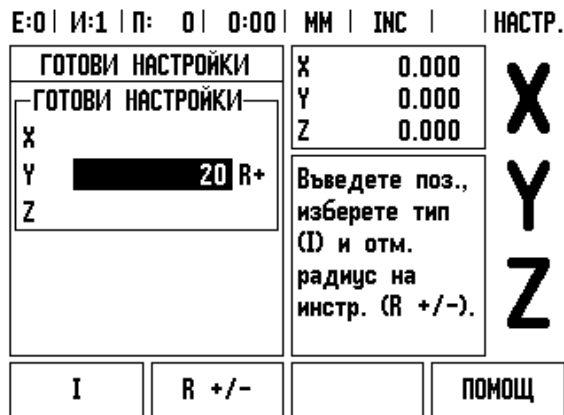 E:0 | И:1 | П: 0 | 0:00 | MM | INC | | НАСТР.
ГОТОВИ НАСТРОЙКИ
ГОТОВИ НАСТРОЙКИ
X
Y 20 R+
Z
X 0.000
Y 0.000
Z 0.000
Въведете поз.,
изберете тип
(I) и отм.
радиус на
инстр. (R +/-).
X
Y
Z
I
R +/-
ПОМОЩ